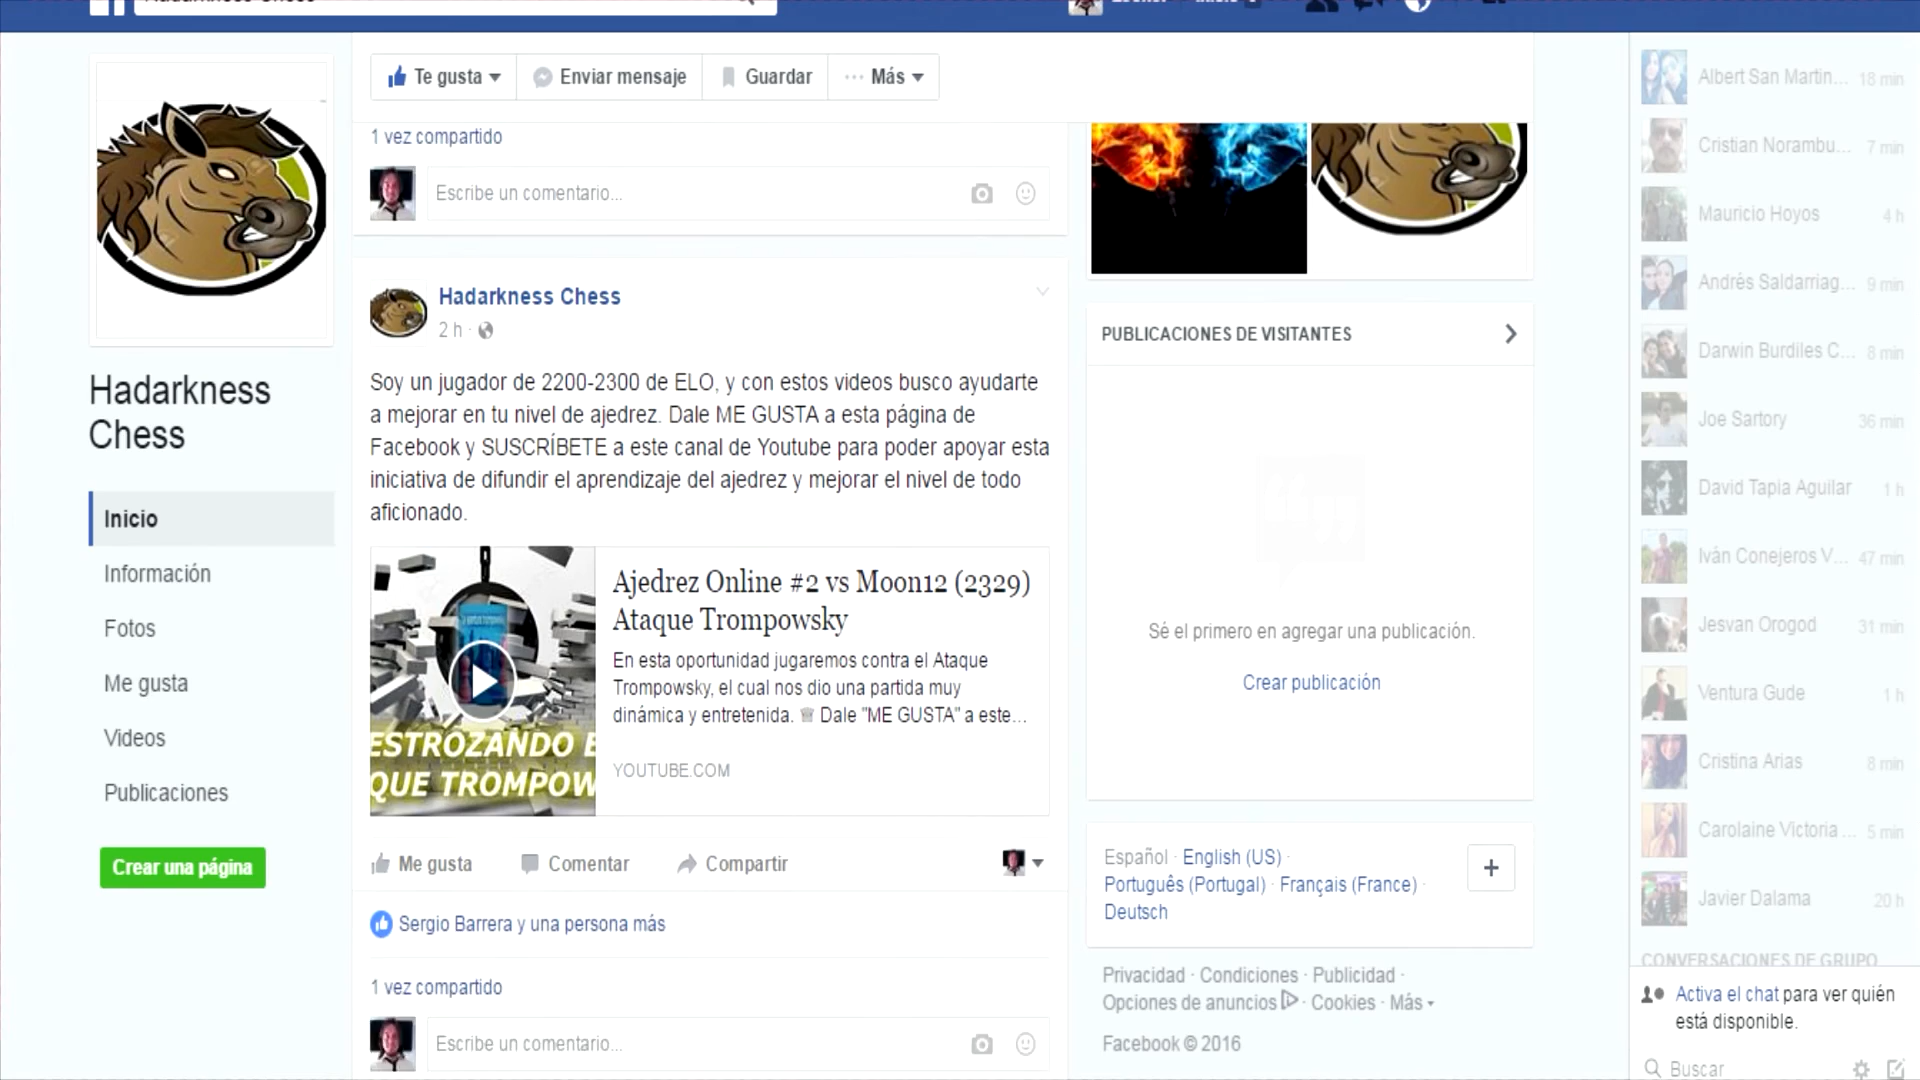 Te gusta
Enviar mensaje
Guardar
Más
1 vez compartido
Escribe un comentario...
Hadarkness Chess
2 h
Soy un jugador de 2200-2300 de ELO, y con estos videos busco ayudarte
a mejorar en tu nivel de ajedrez. Dale ME GUSTA a esta página de
Facebook y SUSCRÍBETE a este canal de Youtube para poder apoyar esta
iniciativa de difundir el aprendizaje del ajedrez y mejorar el nivel de todo
aficionado.
ESTROZANDO E
QUE TROMPOW
Ajedrez Online #2 vs Moon12 (2329)
Ataque Trompowsky
En esta oportunidad jugaremos contra el Ataque
Trompowsky, el cual nos dio una partida muy
dinámica y entretenida. ♕ Dale "ME GUSTA" a este...
YOUTUBE.COM
Me gusta
Comentar
Compartir
Sergio Barrera y una persona más
1 vez compartido
Escribe un comentario...
Hadarkness
Chess
Inicio
Información
Fotos
Me gusta
Videos
Publicaciones
Crear una página
PUBLICACIONES DE VISITANTES
Sé el primero en agregar una publicación.
Crear publicación
Español · English (US) ·
Português (Portugal) · Français (France) ·
Deutsch
+
Privacidad · Condiciones · Publicidad ·
Opciones de anuncios · Cookies · Más
Facebook © 2016
Albert San Martin... 18 min
Cristian Norambu... 7 min
Mauricio Hoyos 4 h
Andrés Saldarriag... 9 min
Darwin Burdiles C... 8 min
Joe Sartory 36 min
David Tapia Aguilar 1 h
Iván Conejeros V... 47 min
Jesvan Orogod 31 min
Ventura Gude 1 h
Cristina Arias 8 min
Carolaine Victoria ... 5 min
Javier Dalama 20 h
CONVERSACIONES DE GRUPO
Activa el chat para ver quién
está disponible.
Buscar